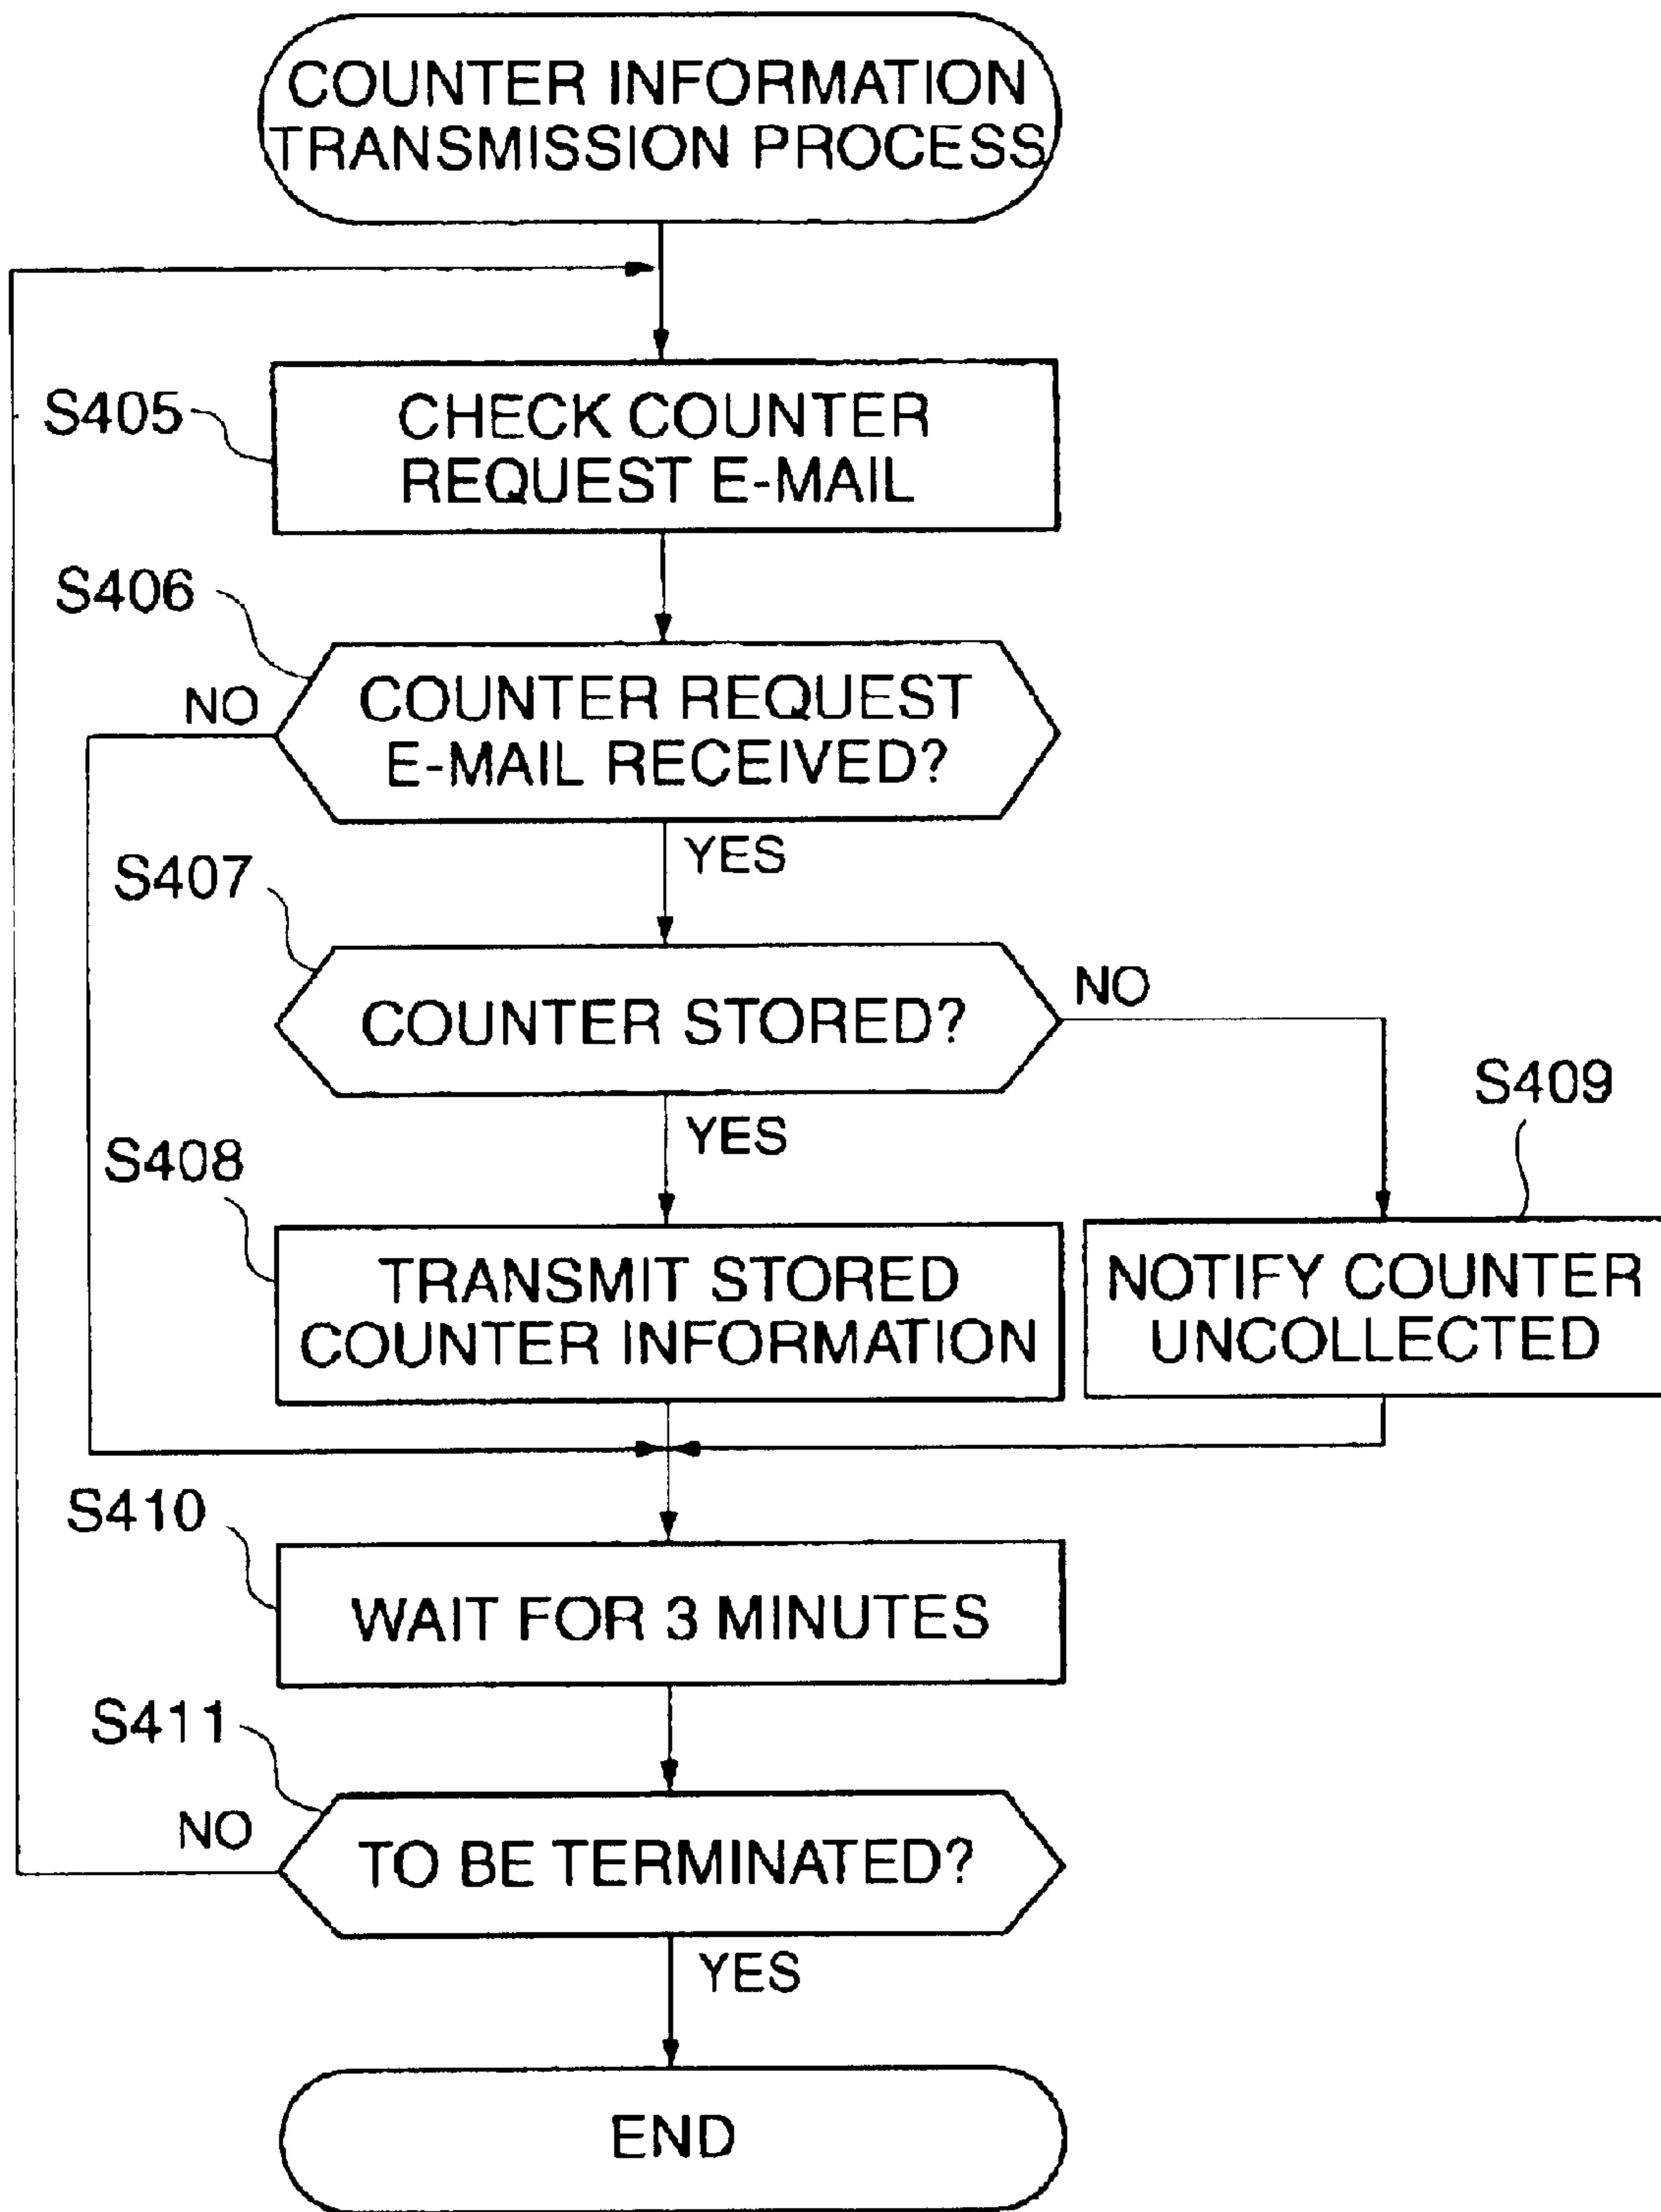 COUNTER INFORMATION
TRANSMISSION PROCESS
S405
CHECK COUNTER
REQUEST E-MAIL
S406
NO
COUNTER REQUEST
E-MAIL RECEIVED?
YES
S407
COUNTER STORED?
NO
S409
YES
S408
TRANSMIT STORED
COUNTER INFORMATION
NOTIFY COUNTER
UNCOLLECTED
S410
WAIT FOR 3 MINUTES
S411
NO
TO BE TERMINATED?
YES
END